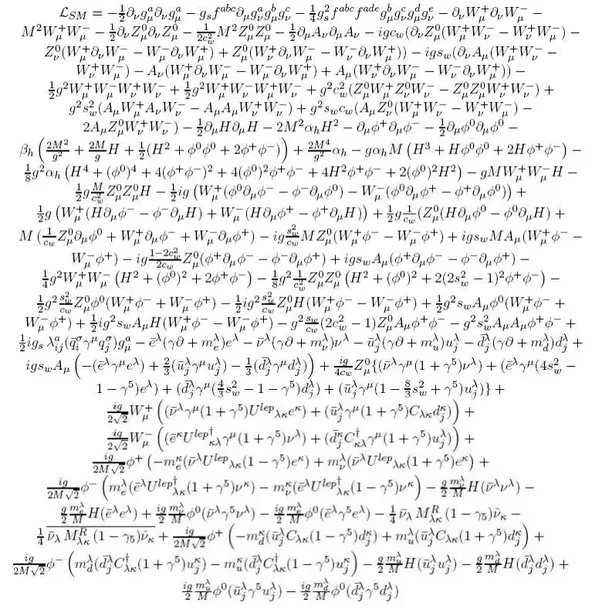 $\mathcal{L}_{SM} = -\frac{1}{2}\partial_\nu g^a_\mu \partial_\nu g^a_\mu - g_s f^{abc} \partial_\mu g^a_\nu g^b_\mu g^c_\nu - \frac{1}{4} g_s^2 f^{abc} f^{ade} g^b_\mu g^c_\nu g^d_\mu g^e_\nu - \partial_\nu W^+_\mu \partial_\nu W^-_\mu -$
$M^2 W^+_\mu W^-_\mu - \frac{1}{2}\partial_\nu Z^0_\mu \partial_\nu Z^0_\mu - \frac{1}{2c_w^2} M^2 Z^0_\mu Z^0_\mu - \frac{1}{2}\partial_\mu A_\nu \partial_\mu A_\nu - igc_w(\partial_\nu Z^0_\mu(W^+_\mu W^-_\nu - W^+_\nu W^-_\mu) -$
$Z^0_\nu(W^+_\mu \partial_\nu W^-_\mu - W^-_\mu \partial_\nu W^+_\mu) + Z^0_\mu(W^+_\nu \partial_\nu W^-_\mu - W^-_\nu \partial_\nu W^+_\mu)) - igs_w(\partial_\nu A_\mu(W^+_\mu W^-_\nu -$
$W^+_\nu W^-_\mu) - A_\nu(W^+_\mu \partial_\nu W^-_\mu - W^-_\mu \partial_\nu W^+_\mu) + A_\mu(W^+_\nu \partial_\nu W^-_\mu - W^-_\nu \partial_\nu W^+_\mu)) -$
$\frac{1}{2}g^2 W^+_\mu W^-_\mu W^+_\nu W^-_\nu + \frac{1}{2}g^2 W^+_\mu W^-_\nu W^+_\mu W^-_\nu + g^2 c_w^2(Z^0_\mu W^+_\mu Z^0_\nu W^-_\nu - Z^0_\mu Z^0_\mu W^+_\nu W^-_\nu) +$
$g^2 s_w^2(A_\mu W^+_\mu A_\nu W^-_\nu - A_\mu A_\mu W^+_\nu W^-_\nu) + g^2 s_w c_w(A_\mu Z^0_\nu(W^+_\mu W^-_\nu - W^+_\nu W^-_\mu) -$
$2A_\mu Z^0_\mu W^+_\nu W^-_\nu) - \frac{1}{2}\partial_\mu H \partial_\mu H - 2M^2 \alpha_h H^2 - \partial_\mu \phi^+ \partial_\mu \phi^- - \frac{1}{2}\partial_\mu \phi^0 \partial_\mu \phi^0 -$
$\beta_h \left( \frac{2M^2}{g^2} + \frac{2M}{g} H + \frac{1}{2}(H^2 + \phi^0 \phi^0 + 2\phi^+ \phi^-) \right) + \frac{2M^4}{g^2} \alpha_h - g\alpha_h M \left( H^3 + H\phi^0 \phi^0 + 2H\phi^+ \phi^- \right) -$
$\frac{1}{8}g^2 \alpha_h \left( H^4 + (\phi^0)^4 + 4(\phi^+ \phi^-)^2 + 4(\phi^0)^2 \phi^+ \phi^- + 4H^2 \phi^+ \phi^- + 2(\phi^0)^2 H^2 \right) - gMW^+_\mu W^-_\mu H -$
$\frac{1}{2}g\frac{M}{c_w^2} Z^0_\mu Z^0_\mu H - \frac{1}{2}ig \left( W^+_\mu(\phi^0 \partial_\mu \phi^- - \phi^- \partial_\mu \phi^0) - W^-_\mu(\phi^0 \partial_\mu \phi^+ - \phi^+ \partial_\mu \phi^0) \right) +$
$\frac{1}{2}g \left( W^+_\mu(H\partial_\mu \phi^- - \phi^- \partial_\mu H) + W^-_\mu(H\partial_\mu \phi^+ - \phi^+ \partial_\mu H) \right) + \frac{1}{2}g\frac{1}{c_w}(Z^0_\mu(H\partial_\mu \phi^0 - \phi^0 \partial_\mu H) +$
$M \left( \frac{1}{c_w} Z^0_\mu \partial_\mu \phi^0 + W^+_\mu \partial_\mu \phi^- + W^-_\mu \partial_\mu \phi^+ \right) - ig\frac{s_w^2}{c_w} MZ^0_\mu(W^+_\mu \phi^- - W^-_\mu \phi^+) + igs_w MA_\mu(W^+_\mu \phi^- -$
$W^-_\mu \phi^+) - ig\frac{1-2c_w^2}{2c_w} Z^0_\mu(\phi^+ \partial_\mu \phi^- - \phi^- \partial_\mu \phi^+) + igs_w A_\mu(\phi^+ \partial_\mu \phi^- - \phi^- \partial_\mu \phi^+) -$
$\frac{1}{4}g^2 W^+_\mu W^-_\mu \left( H^2 + (\phi^0)^2 + 2\phi^+ \phi^- \right) - \frac{1}{8}g^2 \frac{1}{c_w^2} Z^0_\mu Z^0_\mu \left( H^2 + (\phi^0)^2 + 2(2s_w^2 - 1)^2 \phi^+ \phi^- \right) -$
$\frac{1}{2}g^2 \frac{s_w^2}{c_w} Z^0_\mu \phi^0(W^+_\mu \phi^- + W^-_\mu \phi^+) - \frac{1}{2}ig^2 \frac{s_w^2}{c_w} Z^0_\mu H(W^+_\mu \phi^- - W^-_\mu \phi^+) + \frac{1}{2}g^2 s_w A_\mu \phi^0(W^+_\mu \phi^- +$
$W^-_\mu \phi^+) + \frac{1}{2}ig^2 s_w A_\mu H(W^+_\mu \phi^- - W^-_\mu \phi^+) - g^2 \frac{s_w}{c_w}(2c_w^2 - 1)Z^0_\mu A_\mu \phi^+ \phi^- - g^2 s_w^2 A_\mu A_\mu \phi^+ \phi^- +$
$\frac{1}{2}ig_s \lambda^a_{ij}(\bar{q}^\sigma_i \gamma^\mu q^\sigma_j) g^a_\mu - \bar{e}^\lambda(\gamma\partial + m^\lambda_e)e^\lambda - \bar{\nu}^\lambda(\gamma\partial + m^\lambda_\nu)\nu^\lambda - \bar{u}^\lambda_j(\gamma\partial + m^\lambda_u)u^\lambda_j - \bar{d}^\lambda_j(\gamma\partial + m^\lambda_d)d^\lambda_j +$
$igs_w A_\mu \left( -(\bar{e}^\lambda \gamma^\mu e^\lambda) + \frac{2}{3}(\bar{u}^\lambda_j \gamma^\mu u^\lambda_j) - \frac{1}{3}(\bar{d}^\lambda_j \gamma^\mu d^\lambda_j) \right) + \frac{ig}{4c_w} Z^0_\mu \{ (\bar{\nu}^\lambda \gamma^\mu(1 + \gamma^5)\nu^\lambda) + (\bar{e}^\lambda \gamma^\mu(4s_w^2 -$
$1 - \gamma^5)e^\lambda) + (\bar{d}^\lambda_j \gamma^\mu(\frac{4}{3}s_w^2 - 1 - \gamma^5)d^\lambda_j) + (\bar{u}^\lambda_j \gamma^\mu(1 - \frac{8}{3}s_w^2 + \gamma^5)u^\lambda_j) \} +$
$\frac{ig}{2\sqrt{2}} W^+_\mu \left( (\bar{\nu}^\lambda \gamma^\mu(1 + \gamma^5)U^{lep}{}_{\lambda\kappa} e^\kappa) + (\bar{u}^\lambda_j \gamma^\mu(1 + \gamma^5)C_{\lambda\kappa} d^\kappa_j) \right) +$
$\frac{ig}{2\sqrt{2}} W^-_\mu \left( (\bar{e}^\kappa U^{lep\dagger}{}_{\kappa\lambda} \gamma^\mu(1 + \gamma^5)\nu^\lambda) + (\bar{d}^\kappa_j C^\dagger_{\kappa\lambda} \gamma^\mu(1 + \gamma^5)u^\lambda_j) \right) +$
$\frac{ig}{2M\sqrt{2}} \phi^+ \left( -m^\kappa_e(\bar{\nu}^\lambda U^{lep}{}_{\lambda\kappa}(1 - \gamma^5)e^\kappa) + m^\lambda_\nu(\bar{\nu}^\lambda U^{lep}{}_{\lambda\kappa}(1 + \gamma^5)e^\kappa \right) +$
$\frac{ig}{2M\sqrt{2}} \phi^- \left( m^\lambda_e(\bar{e}^\lambda U^{lep\dagger}{}_{\lambda\kappa}(1 + \gamma^5)\nu^\kappa) - m^\kappa_\nu(\bar{e}^\lambda U^{lep\dagger}{}_{\lambda\kappa}(1 - \gamma^5)\nu^\kappa \right) - \frac{g}{2}\frac{m^\lambda_\nu}{M} H(\bar{\nu}^\lambda \nu^\lambda) -$
$\frac{g}{2}\frac{m^\lambda_e}{M} H(\bar{e}^\lambda e^\lambda) + \frac{ig}{2}\frac{m^\lambda_\nu}{M} \phi^0(\bar{\nu}^\lambda \gamma^5 \nu^\lambda) - \frac{ig}{2}\frac{m^\lambda_e}{M} \phi^0(\bar{e}^\lambda \gamma^5 e^\lambda) - \frac{1}{4} \bar{\nu}_\lambda M^R_{\lambda\kappa}(1 - \gamma_5)\hat{\nu}_\kappa -$
$\frac{1}{4} \overline{\bar{\nu}_\lambda M^R_{\lambda\kappa}(1 - \gamma_5)\hat{\nu}_\kappa} + \frac{ig}{2M\sqrt{2}} \phi^+ \left( -m^\kappa_d(\bar{u}^\lambda_j C_{\lambda\kappa}(1 - \gamma^5)d^\kappa_j) + m^\lambda_u(\bar{u}^\lambda_j C_{\lambda\kappa}(1 + \gamma^5)d^\kappa_j \right) +$
$\frac{ig}{2M\sqrt{2}} \phi^- \left( m^\lambda_d(\bar{d}^\lambda_j C^\dagger_{\lambda\kappa}(1 + \gamma^5)u^\kappa_j) - m^\kappa_u(\bar{d}^\lambda_j C^\dagger_{\lambda\kappa}(1 - \gamma^5)u^\kappa_j \right) - \frac{g}{2}\frac{m^\lambda_u}{M} H(\bar{u}^\lambda_j u^\lambda_j) - \frac{g}{2}\frac{m^\lambda_d}{M} H(\bar{d}^\lambda_j d^\lambda_j) +$
$\frac{ig}{2}\frac{m^\lambda_u}{M} \phi^0(\bar{u}^\lambda_j \gamma^5 u^\lambda_j) - \frac{ig}{2}\frac{m^\lambda_d}{M} \phi^0(\bar{d}^\lambda_j \gamma^5 d^\lambda_j)$